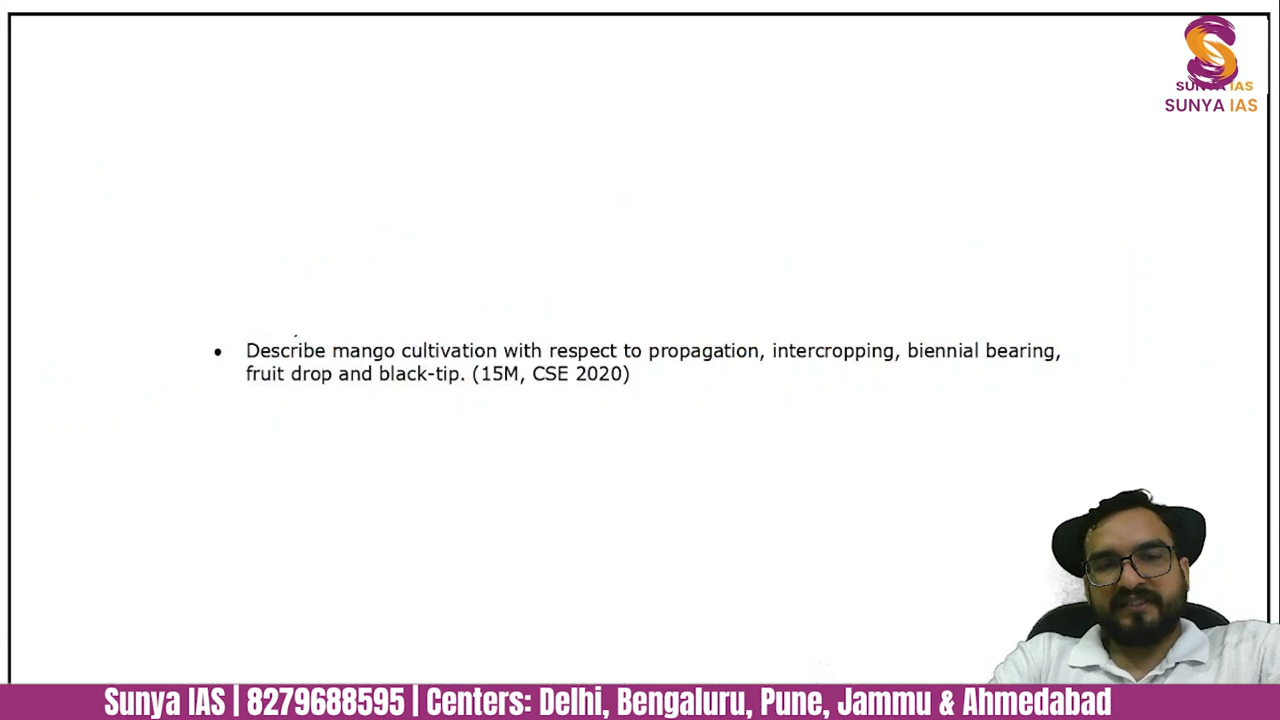 SUNYA IAS
SUNYA IAS
• Describe mango cultivation with respect to propagation, intercropping, biennial bearing,
fruit drop and black-tip. (15M, CSE 2020)
Sunya IAS | 8279688595 | Centers: Delhi, Bengaluru, Pune, Jammu & Ahmedabad